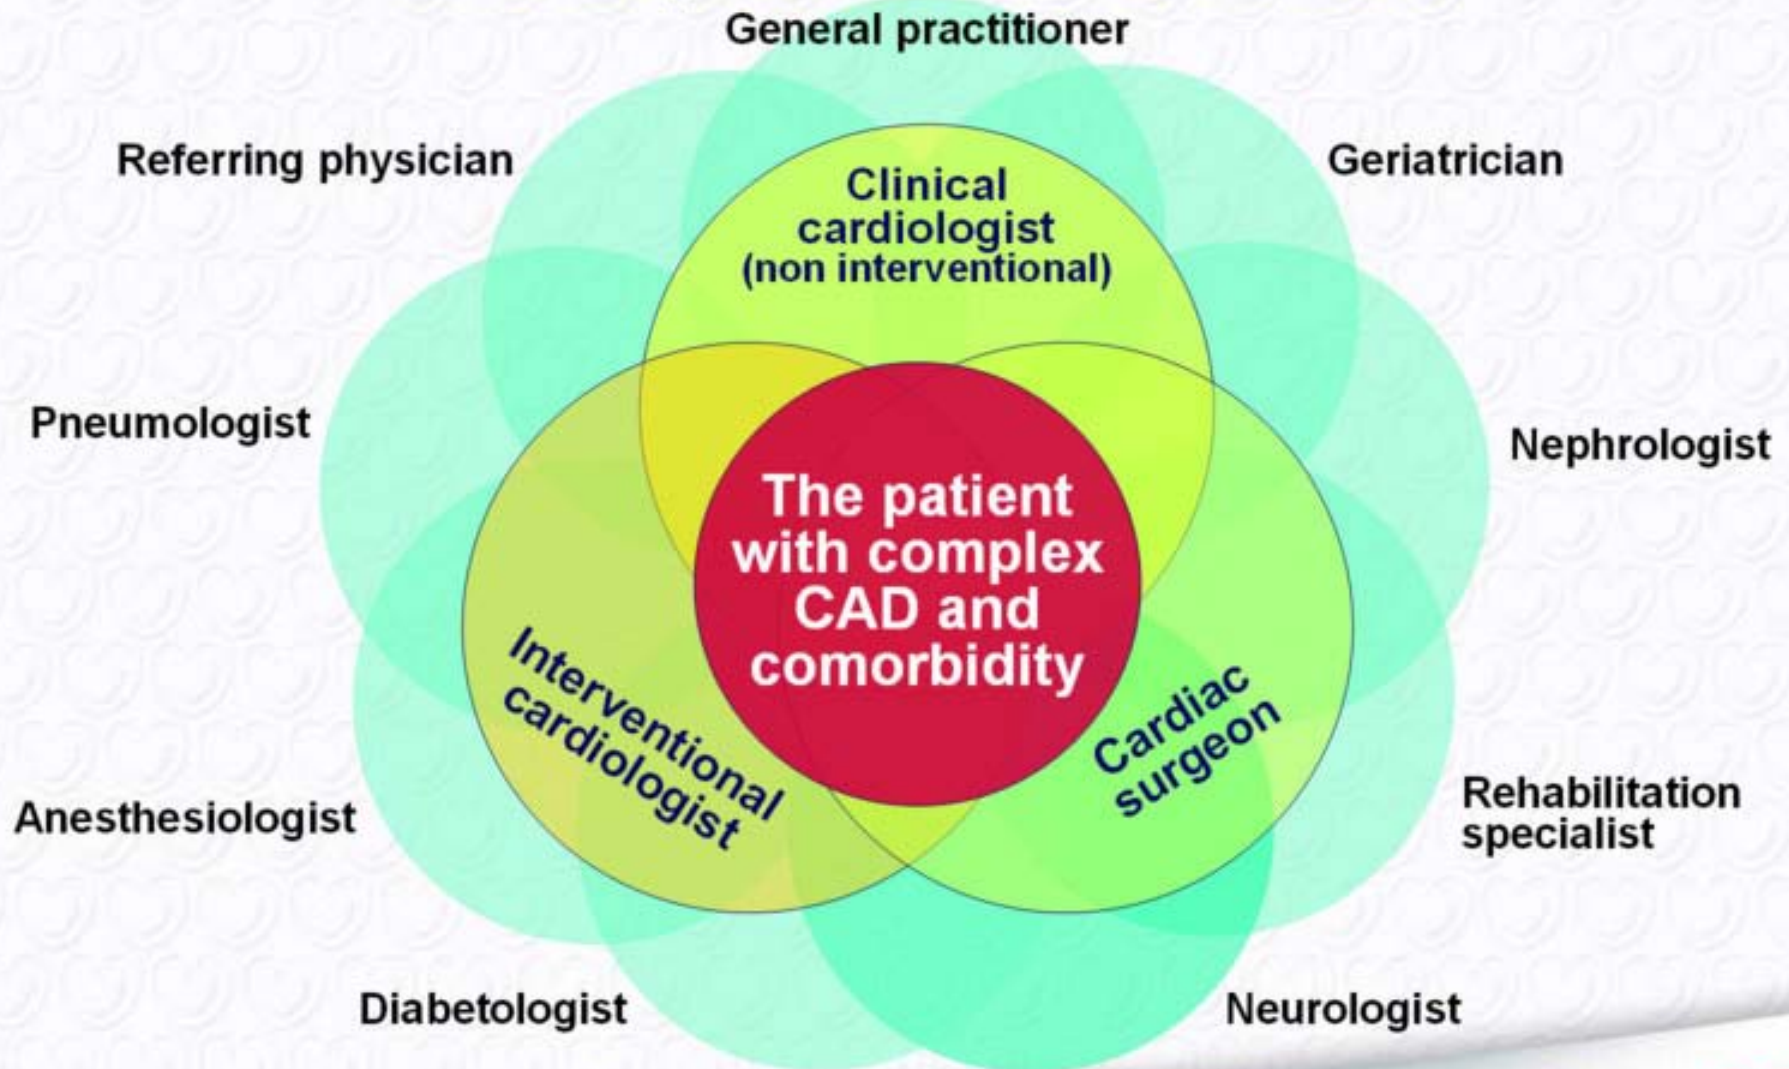 General practitioner
Referring physician
Geriatrician
Clinical
cardiologist
(non interventional)
Pneumologist
Nephrologist
The patient
with complex
CAD and
comorbidity
Interventional
cardiologist
Cardiac
surgeon
Anesthesiologist
Rehabilitation
specialist
Diabetologist
Neurologist